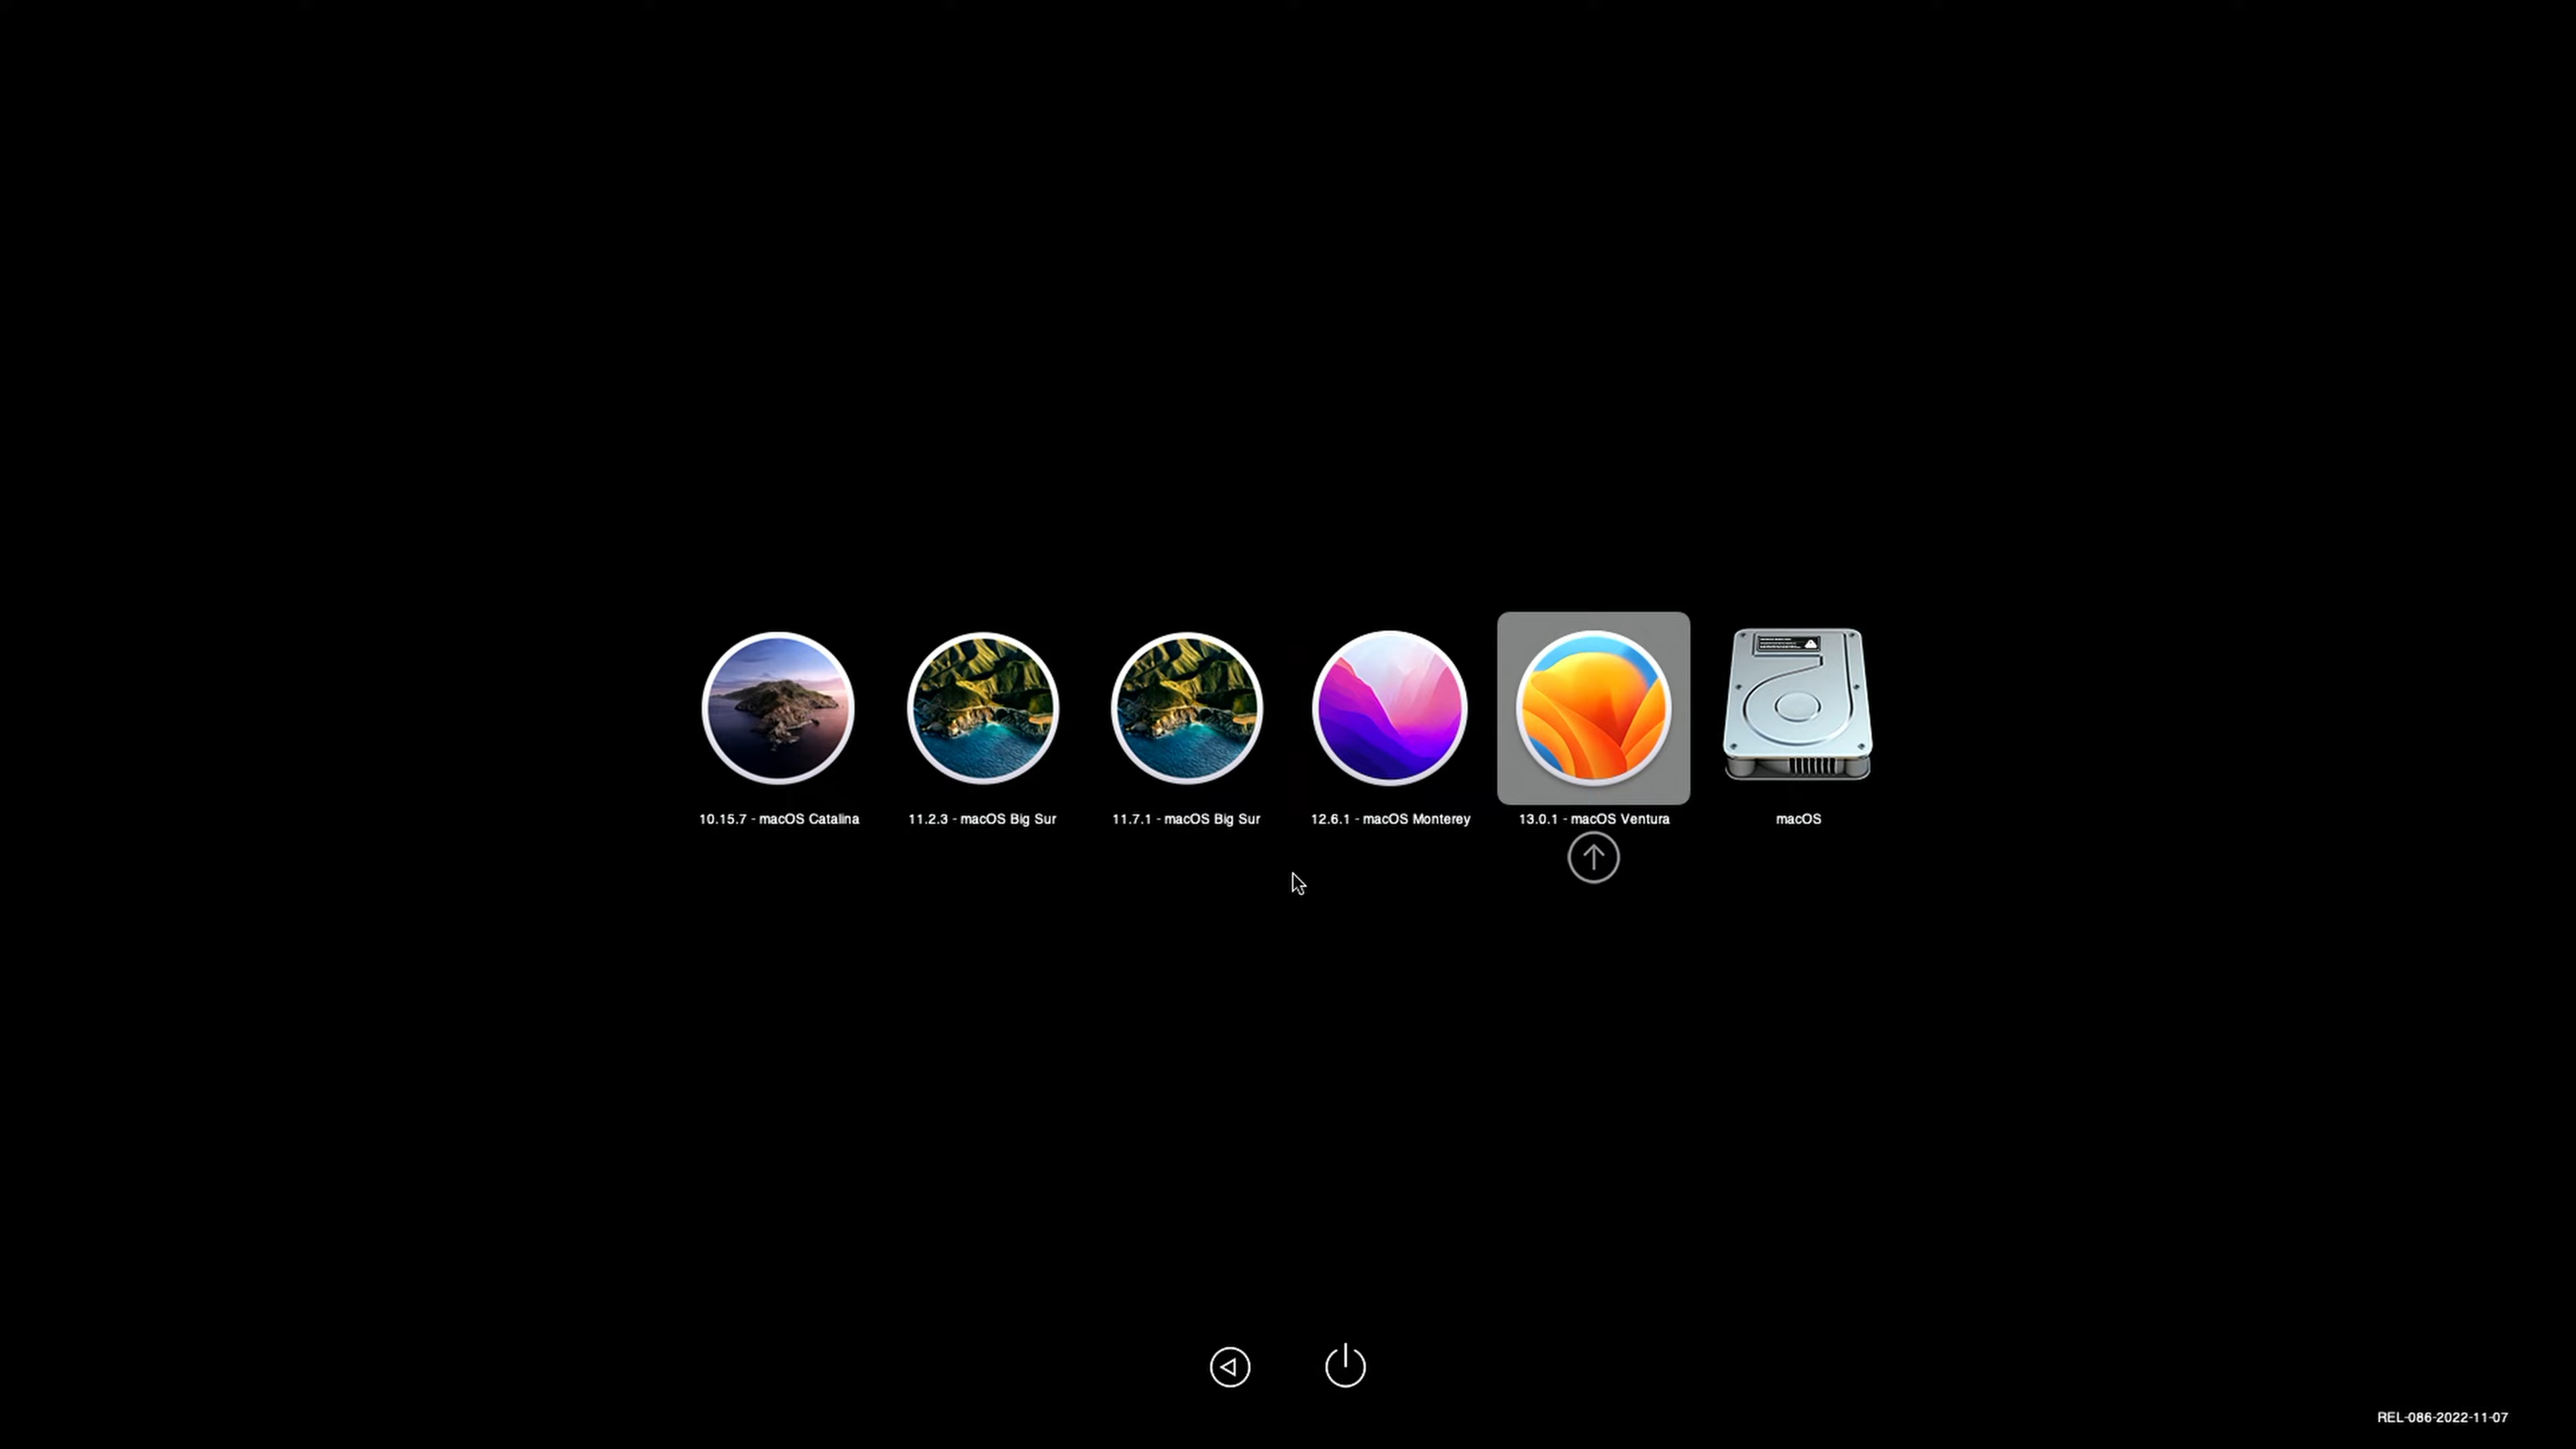 10.15.7 - macOS Catalina
11.2.3 - macOS Big Sur
11.7.1 - macOS Big Sur
12.6.1 - macOS Monterey
13.0.1 - macOS Ventura
macOS
REL-086-2022-11-07